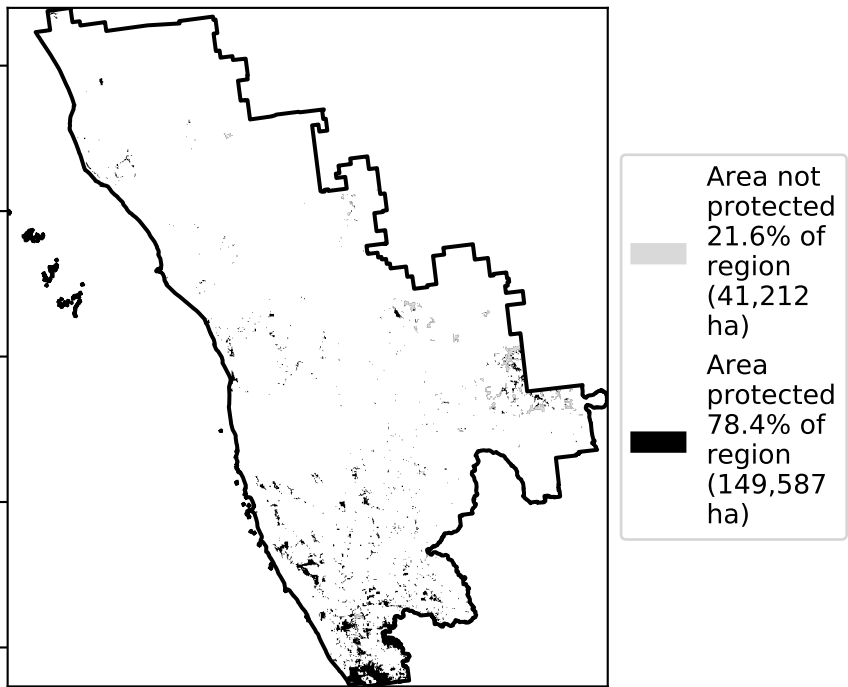 Area not
protected
21.6% of
region
(41,212
ha)
Area
protected
78.4% of
region
(149,587
ha)